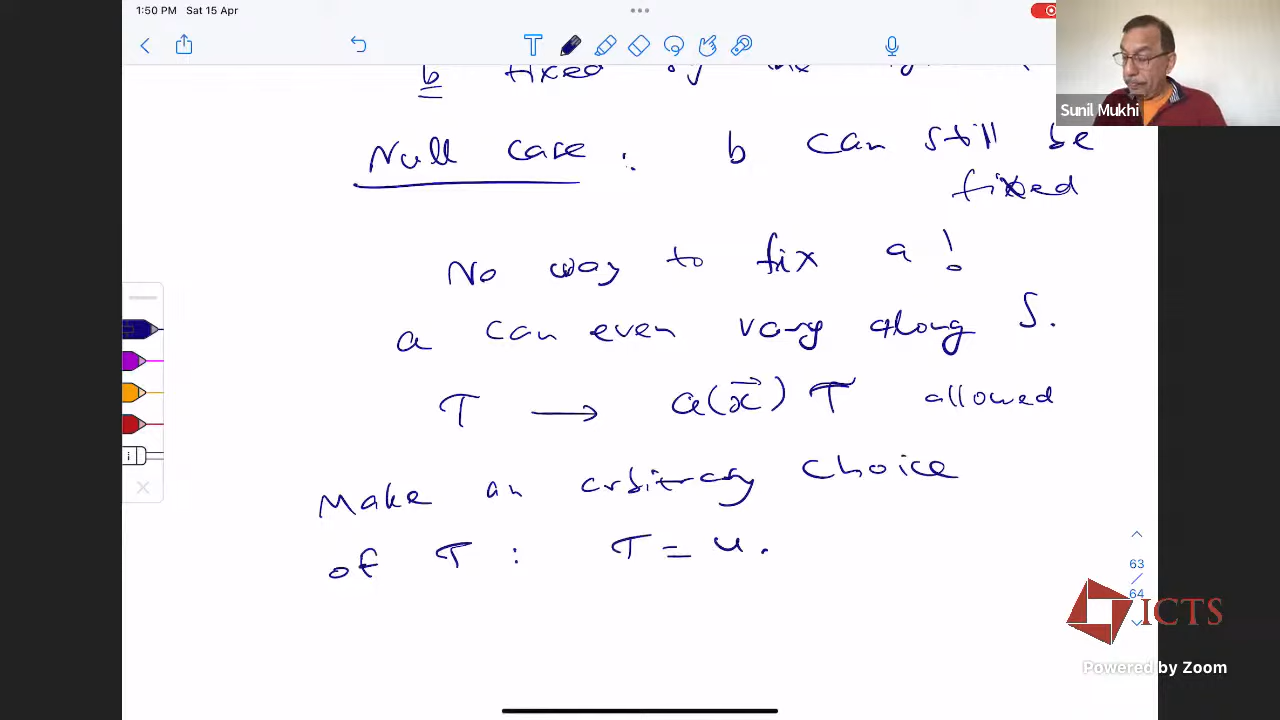 1:50 PM Sat 15 Apr
Sunil Mukhi
b fixed by
Null case : b can still be
fixed
No way to fix a !
a can even vary along S.
τ → a(x⃗) τ allowed
Make an arbitrary choice
of τ : τ = u.
63
/
64
ICTS
Powered by Zoom